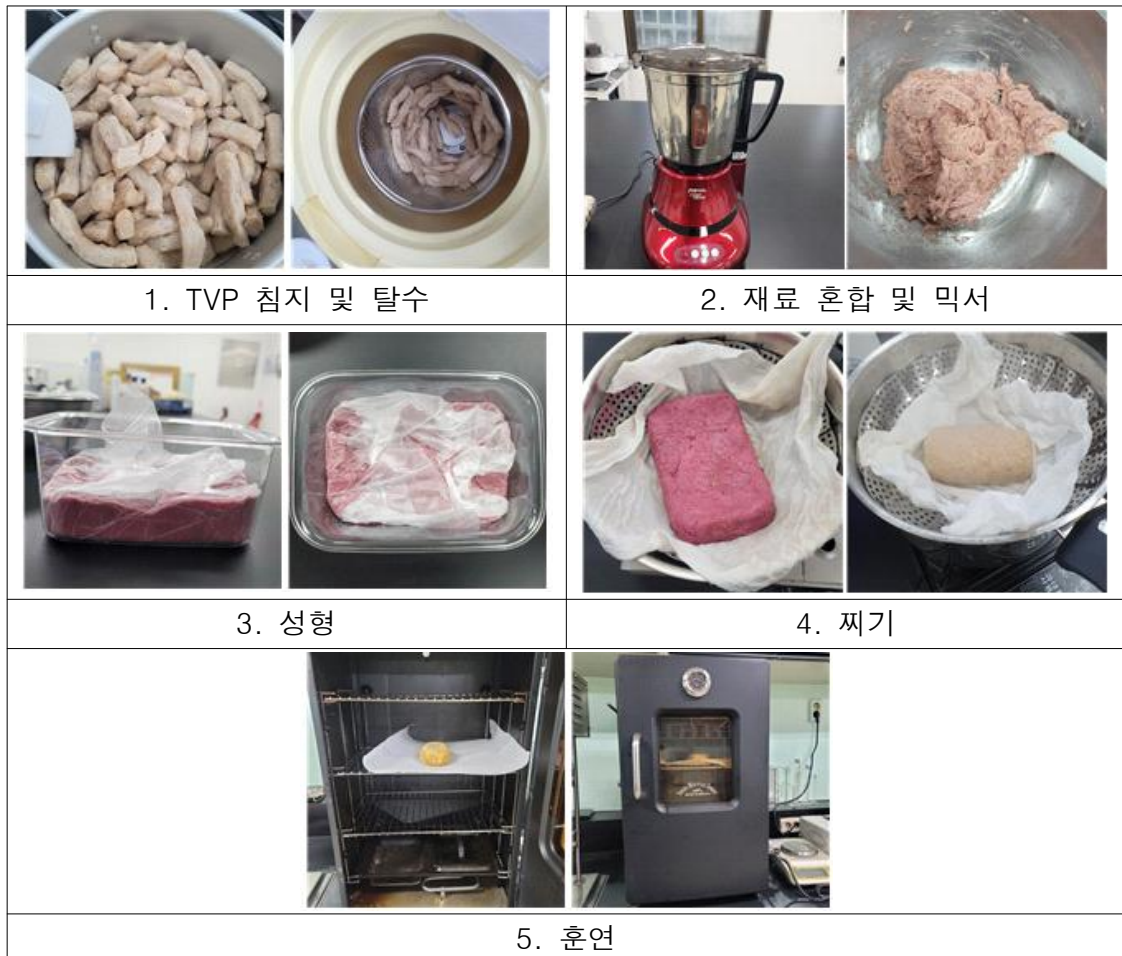 1. TVP 침지 및 탈수
2. 재료 혼합 및 믹서
3. 성형
4. 찌기
5. 훈연